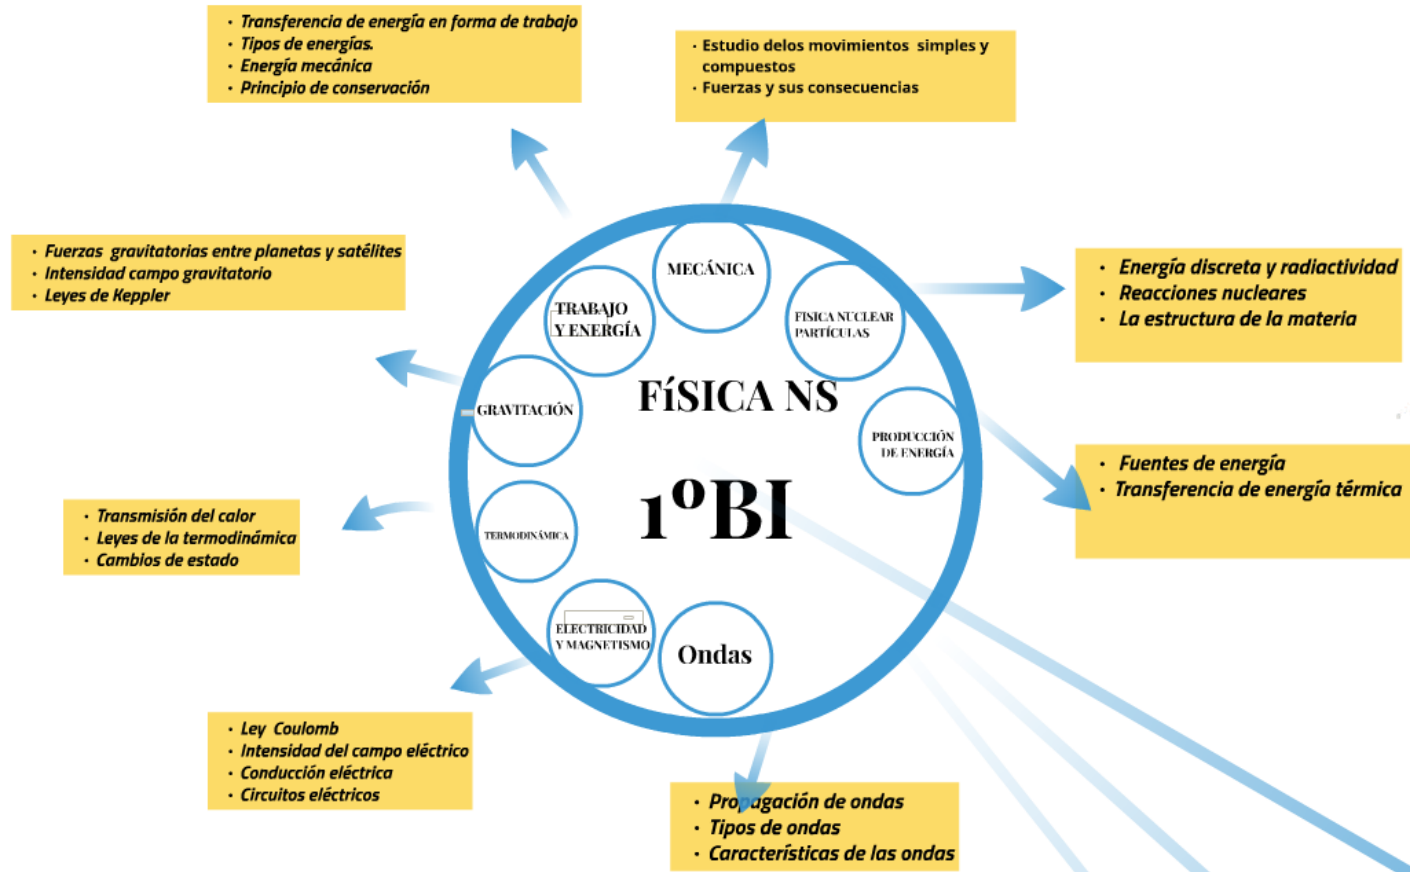 • Transferencia de energía en forma de trabajo
• Tipos de energías.
• Energía mecánica
• Principio de conservación
• Estudio delos movimientos simples y
compuestos
• Fuerzas y sus consecuencias
• Fuerzas gravitatorias entre planetas y satélites
• Intensidad campo gravitatorio
• Leyes de Keppler
• Energía discreta y radiactividad
• Reacciones nucleares
• La estructura de la materia
MECÁNICA
TRABAJO
Y ENERGÍA
FISICA NUCLEAR
PARTÍCULAS
FíSICA NS
GRAVITACIÓN
PRODUCCIÓN
DE ENERGÍA
• Fuentes de energía
• Transferencia de energía térmica
1ºBI
• Transmisión del calor
• Leyes de la termodinámica
• Cambios de estado
TERMODINÁMICA
ELECTRICIDAD
Y MAGNETISMO
Ondas
• Ley Coulomb
• Intensidad del campo eléctrico
• Conducción eléctrica
• Circuitos eléctricos
• Propagación de ondas
• Tipos de ondas
• Características de las ondas